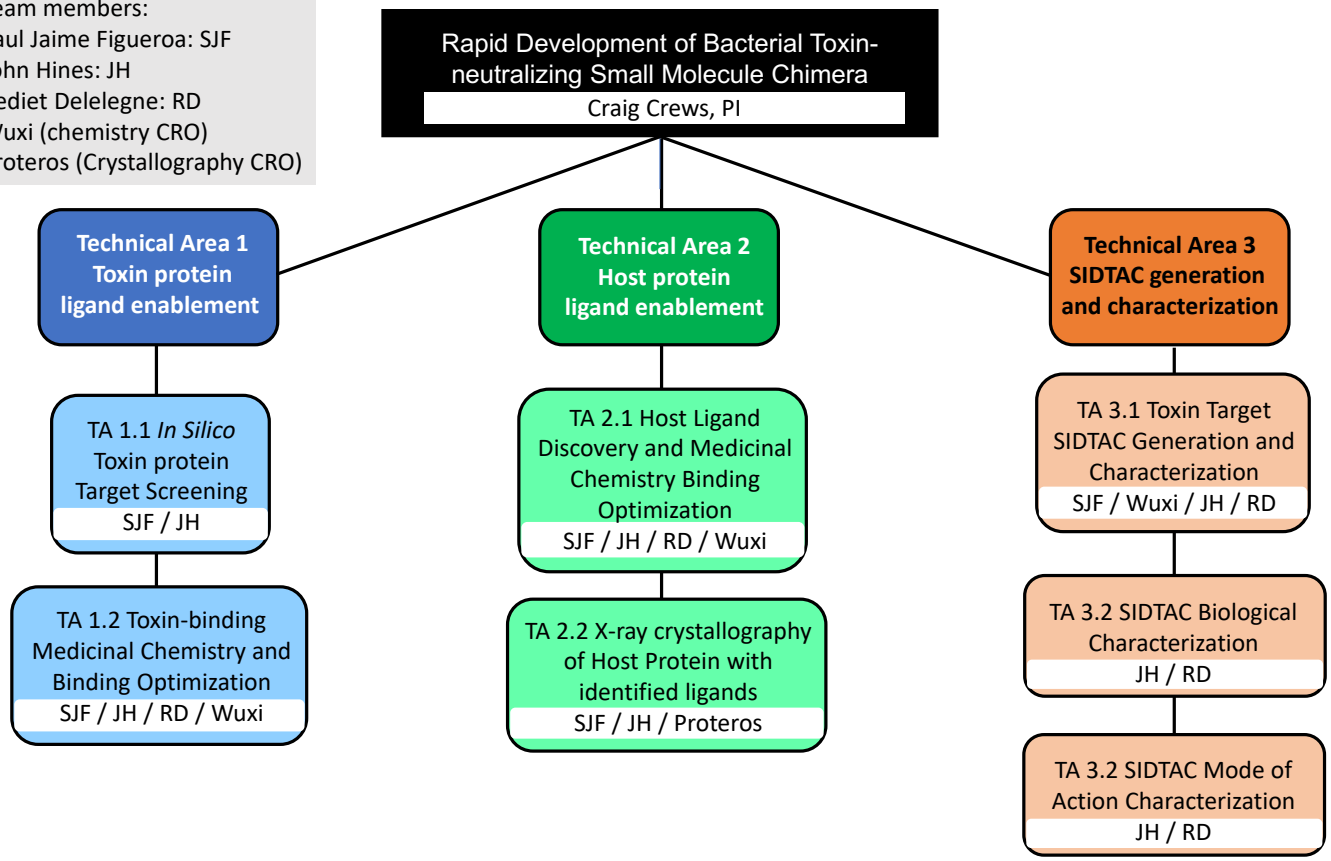 eam members:
aul Jaime Figueroa: SJF
ohn Hines: JH
ediet Delelegne: RD
Wuxi (chemistry CRO)
roteros (Crystallography CRO)
Rapid Development of Bacterial Toxin-
neutralizing Small Molecule Chimera
Craig Crews, PI
Technical Area 1
Toxin protein
ligand enablement
TA 1.1 In Silico
Toxin protein
Target Screening
SJF / JH
TA 1.2 Toxin-binding
Medicinal Chemistry and
Binding Optimization
SJF / JH / RD / Wuxi
Technical Area 2
Host protein
ligand enablement
TA 2.1 Host Ligand
Discovery and Medicinal
Chemistry Binding
Optimization
SJF / JH / RD / Wuxi
TA 2.2 X-ray crystallography
of Host Protein with
identified ligands
SJF / JH / Proteros
Technical Area 3
SIDTAC generation
and characterization
TA 3.1 Toxin Target
SIDTAC Generation and
Characterization
SJF / Wuxi / JH / RD
TA 3.2 SIDTAC Biological
Characterization
JH / RD
TA 3.2 SIDTAC Mode of
Action Characterization
JH / RD